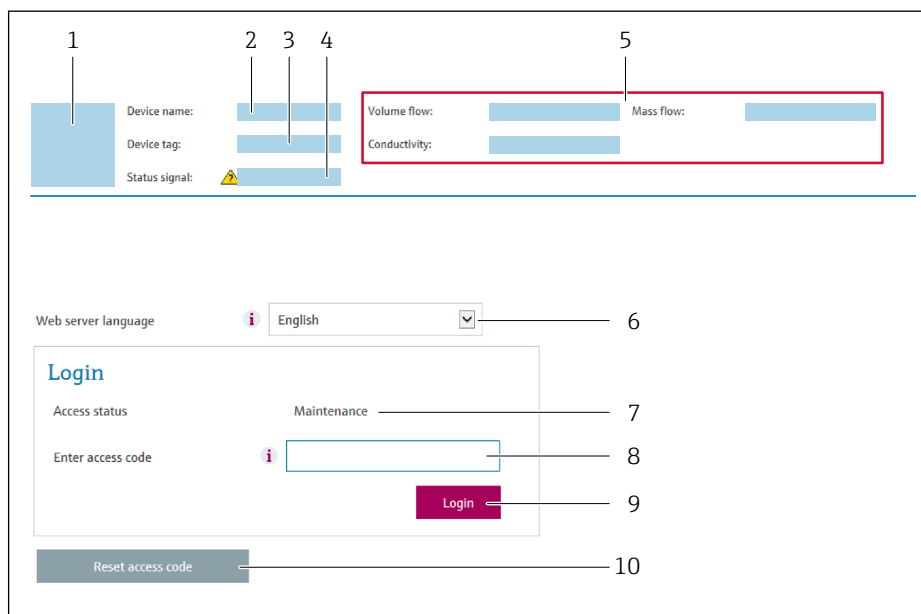 1 2 3 4 5
Device name: Volume flow: Mass flow:
Device tag: Conductivity:
Status signal: ?
Web server language i English 6
Login
Access status Maintenance 7
Enter access code i 8
Login 9
Reset access code 10